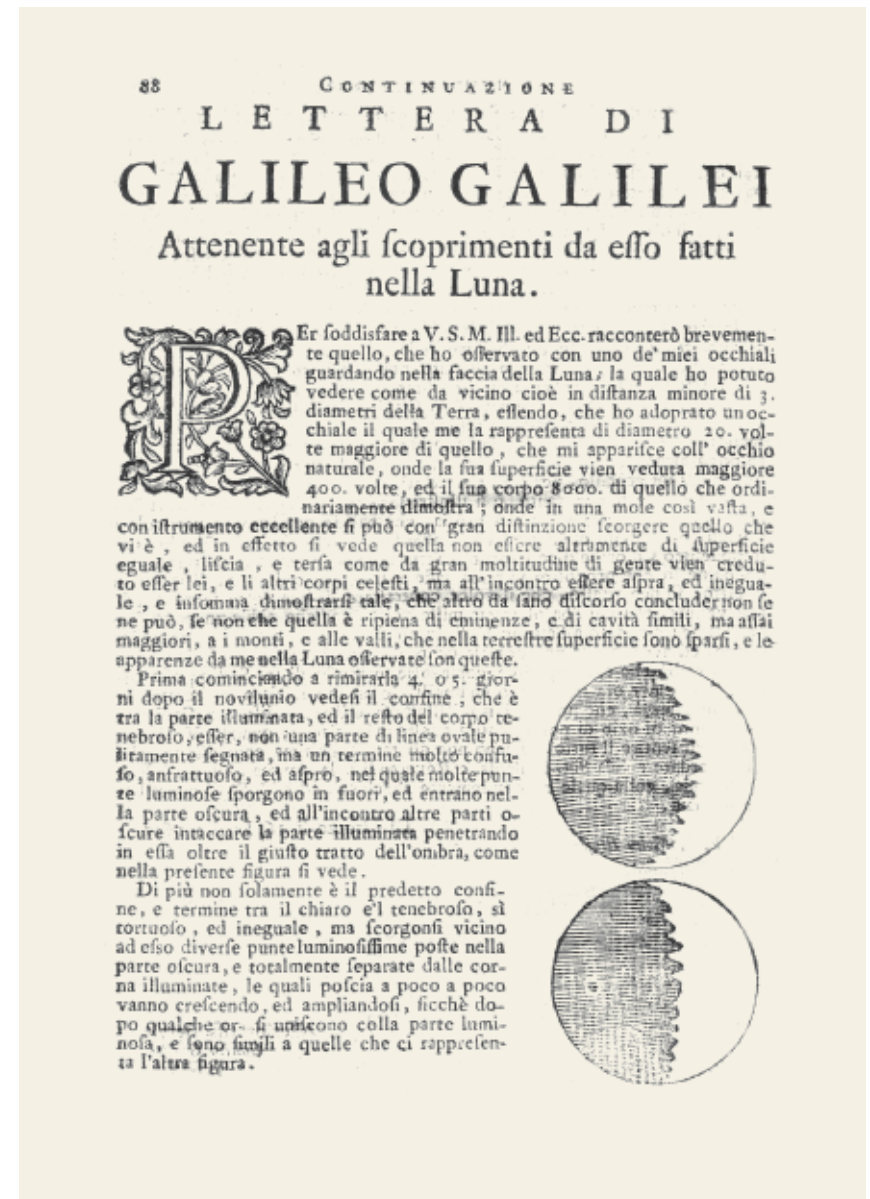 88 CONTINUAZIONE
LETTERA DI
GALILEO GALILEI
Attenente agli ſcoprimenti da eſſo fatti
nella Luna.
PEr ſoddisfare a V. S. M. Ill. ed Ecc. racconterò brevemen-
te quello, che ho oſſervato con uno de' miei occhiali
guardando nella faccia della Luna; la quale ho potuto
vedere come da vicino cioè in diſtanza minore di 3.
diametri della Terra, eſſendo, che ho adoprato un oc-
chiale il quale me la rappreſenta di diametro 20. vol-
te maggiore di quello, che mi appariſce coll' occhio
naturale, onde la ſua ſuperficie vien veduta maggiore
400. volte, ed il ſuo corpo 8000. di quello che ordi-
nariamente dimoſtra; onde in una mole così vaſta, e
con iſtrumento eccellente ſi può con gran diſtinzione ſcorgere quello che
vi è, ed in effetto ſi vede quella non eſſere altramente di ſuperficie
eguale, liſcia, e terſa come da gran moltitudine di gente vien credu-
to eſſer lei, e li altri corpi celeſti, ma all' incontro eſſere aſpra, ed inegua-
le, e inſomma dimoſtrarſi tale, che altro da ſano diſcorſo concluder non ſe
ne può, ſe non che quella è ripiena di eminenze, e di cavità ſimili, ma aſſai
maggiori, a i monti, e alle valli, che nella terreſtre ſuperficie ſono ſparſi, e le
apparenze da me nella Luna oſſervate ſon queſte.
Prima cominciando a rimirarla 4. o 5. gior-
ni dopo il novilunio vedeſi il confine, che è
tra la parte illuminata, ed il reſto del corpo te-
nebroſo, eſſer, non una parte di linea ovale pu-
litamente ſegnata, ma un termine molto confu-
ſo, anfrattuoſo, ed aſpro, nel quale molte pun-
te luminoſe ſporgono in fuori, ed entrano nel-
la parte oſcura, ed all'incontro altre parti o-
ſcure intaccare la parte illuminata penetrando
in eſſa oltre il giuſto tratto dell'ombra, come
nella preſente figura ſi vede.
Di più non ſolamente è il predetto confi-
ne, e termine tra il chiaro e'l tenebroſo, sì
tortuoſo, ed ineguale, ma ſcorgonſi vicino
ad eſſo diverſe punte luminoſiſſime poſte nella
parte oſcura, e totalmente ſeparate dalle cor-
na illuminate, le quali poſcia a poco a poco
vanno creſcendo, ed ampliandoſi, ſicchè do-
po qualche or- ſi uniſcono colla parte lumi-
noſa, e ſono ſimili a quelle che ci rappreſen-
ta l'altra figura.